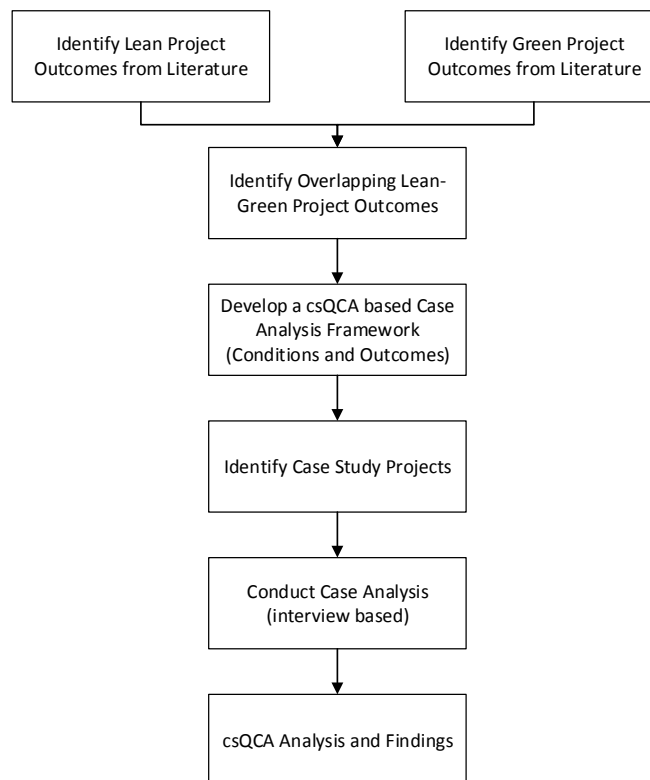 Identify Lean Project
Outcomes from Literature
Identify Green Project
Outcomes from Literature
Identify Overlapping Lean-
Green Project Outcomes
Develop a csQCA based Case
Analysis Framework
(Conditions and Outcomes)
Identify Case Study Projects
Conduct Case Analysis
(interview based)
csQCA Analysis and Findings